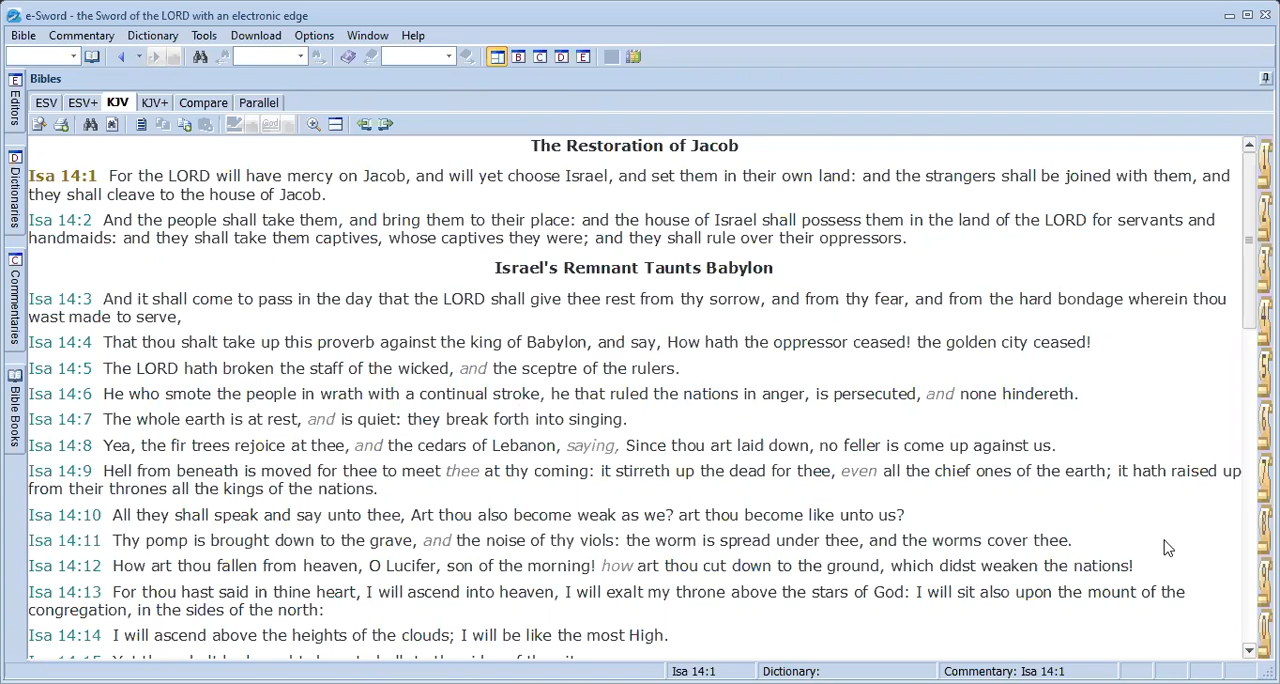 e-Sword - the Sword of the LORD with an electronic edge
Bible Commentary Dictionary Tools Download Options Window Help
B C D E
Bibles
E Editors
ESV ESV+ KJV KJV+ Compare Parallel
God
D Dictionaries
C Commentaries
Bible Books
The Restoration of Jacob
Isa 14:1 For the LORD will have mercy on Jacob, and will yet choose Israel, and set them in their own land: and the strangers shall be joined with them, and
they shall cleave to the house of Jacob.
Isa 14:2 And the people shall take them, and bring them to their place: and the house of Israel shall possess them in the land of the LORD for servants and
handmaids: and they shall take them captives, whose captives they were; and they shall rule over their oppressors.
Israel's Remnant Taunts Babylon
Isa 14:3 And it shall come to pass in the day that the LORD shall give thee rest from thy sorrow, and from thy fear, and from the hard bondage wherein thou
wast made to serve,
Isa 14:4 That thou shalt take up this proverb against the king of Babylon, and say, How hath the oppressor ceased! the golden city ceased!
Isa 14:5 The LORD hath broken the staff of the wicked, and the sceptre of the rulers.
Isa 14:6 He who smote the people in wrath with a continual stroke, he that ruled the nations in anger, is persecuted, and none hindereth.
Isa 14:7 The whole earth is at rest, and is quiet: they break forth into singing.
Isa 14:8 Yea, the fir trees rejoice at thee, and the cedars of Lebanon, saying, Since thou art laid down, no feller is come up against us.
Isa 14:9 Hell from beneath is moved for thee to meet thee at thy coming: it stirreth up the dead for thee, even all the chief ones of the earth; it hath raised up
from their thrones all the kings of the nations.
Isa 14:10 All they shall speak and say unto thee, Art thou also become weak as we? art thou become like unto us?
Isa 14:11 Thy pomp is brought down to the grave, and the noise of thy viols: the worm is spread under thee, and the worms cover thee.
Isa 14:12 How art thou fallen from heaven, O Lucifer, son of the morning! how art thou cut down to the ground, which didst weaken the nations!
Isa 14:13 For thou hast said in thine heart, I will ascend into heaven, I will exalt my throne above the stars of God: I will sit also upon the mount of the
congregation, in the sides of the north:
Isa 14:14 I will ascend above the heights of the clouds; I will be like the most High.
1
2
3
4
5
6
7
8
9
0
Isa 14:1 Dictionary: Commentary: Isa 14:1